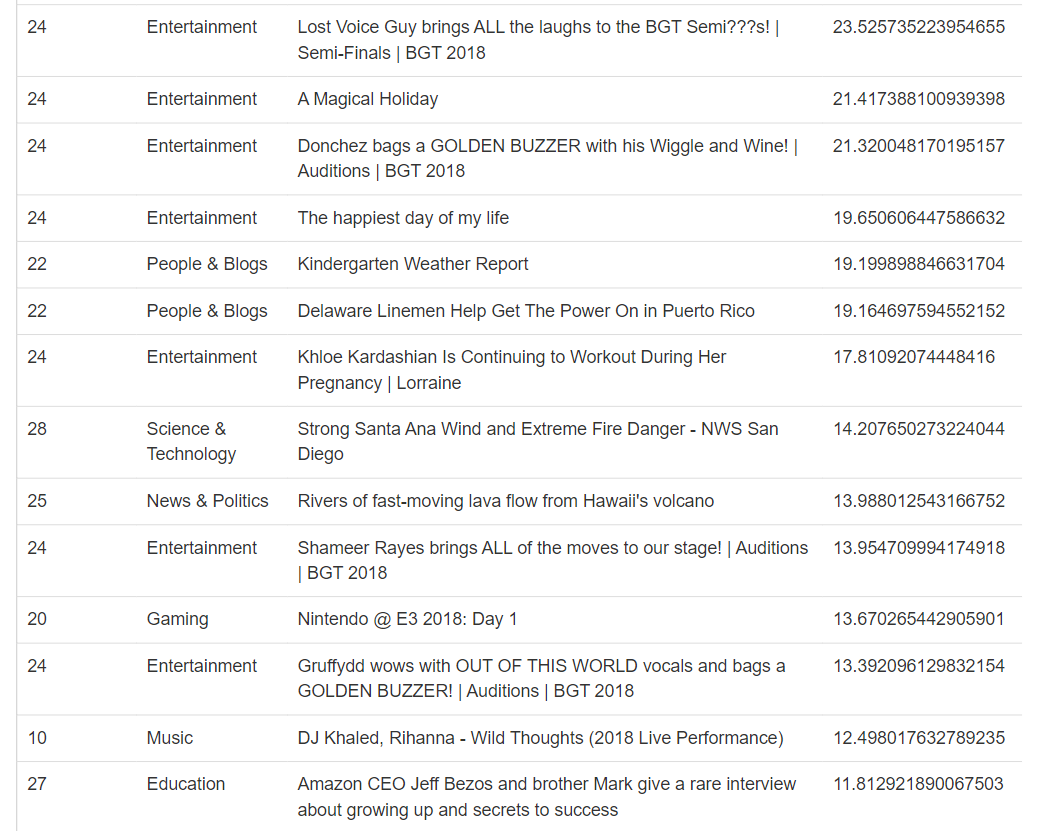 24 Entertainment Lost Voice Guy brings ALL the laughs to the BGT Semi???s! | 23.525735223954655
Semi-Finals | BGT 2018
24 Entertainment A Magical Holiday 21.417388100939398
24 Entertainment Donchez bags a GOLDEN BUZZER with his Wiggle and Wine! | 21.320048170195157
Auditions | BGT 2018
24 Entertainment The happiest day of my life 19.650606447586632
22 People & Blogs Kindergarten Weather Report 19.199898846631704
22 People & Blogs Delaware Linemen Help Get The Power On in Puerto Rico 19.164697594552152
24 Entertainment Khloe Kardashian Is Continuing to Workout During Her 17.81092074448416
Pregnancy | Lorraine
28 Science & Strong Santa Ana Wind and Extreme Fire Danger - NWS San 14.207650273224044
Technology Diego
25 News & Politics Rivers of fast-moving lava flow from Hawaii's volcano 13.988012543166752
24 Entertainment Shameer Rayes brings ALL of the moves to our stage! | Auditions 13.954709994174918
| BGT 2018
20 Gaming Nintendo @ E3 2018: Day 1 13.670265442905901
24 Entertainment Gruffydd wows with OUT OF THIS WORLD vocals and bags a 13.392096129832154
GOLDEN BUZZER! | Auditions | BGT 2018
10 Music DJ Khaled, Rihanna - Wild Thoughts (2018 Live Performance) 12.498017632789235
27 Education Amazon CEO Jeff Bezos and brother Mark give a rare interview 11.812921890067503
about growing up and secrets to success